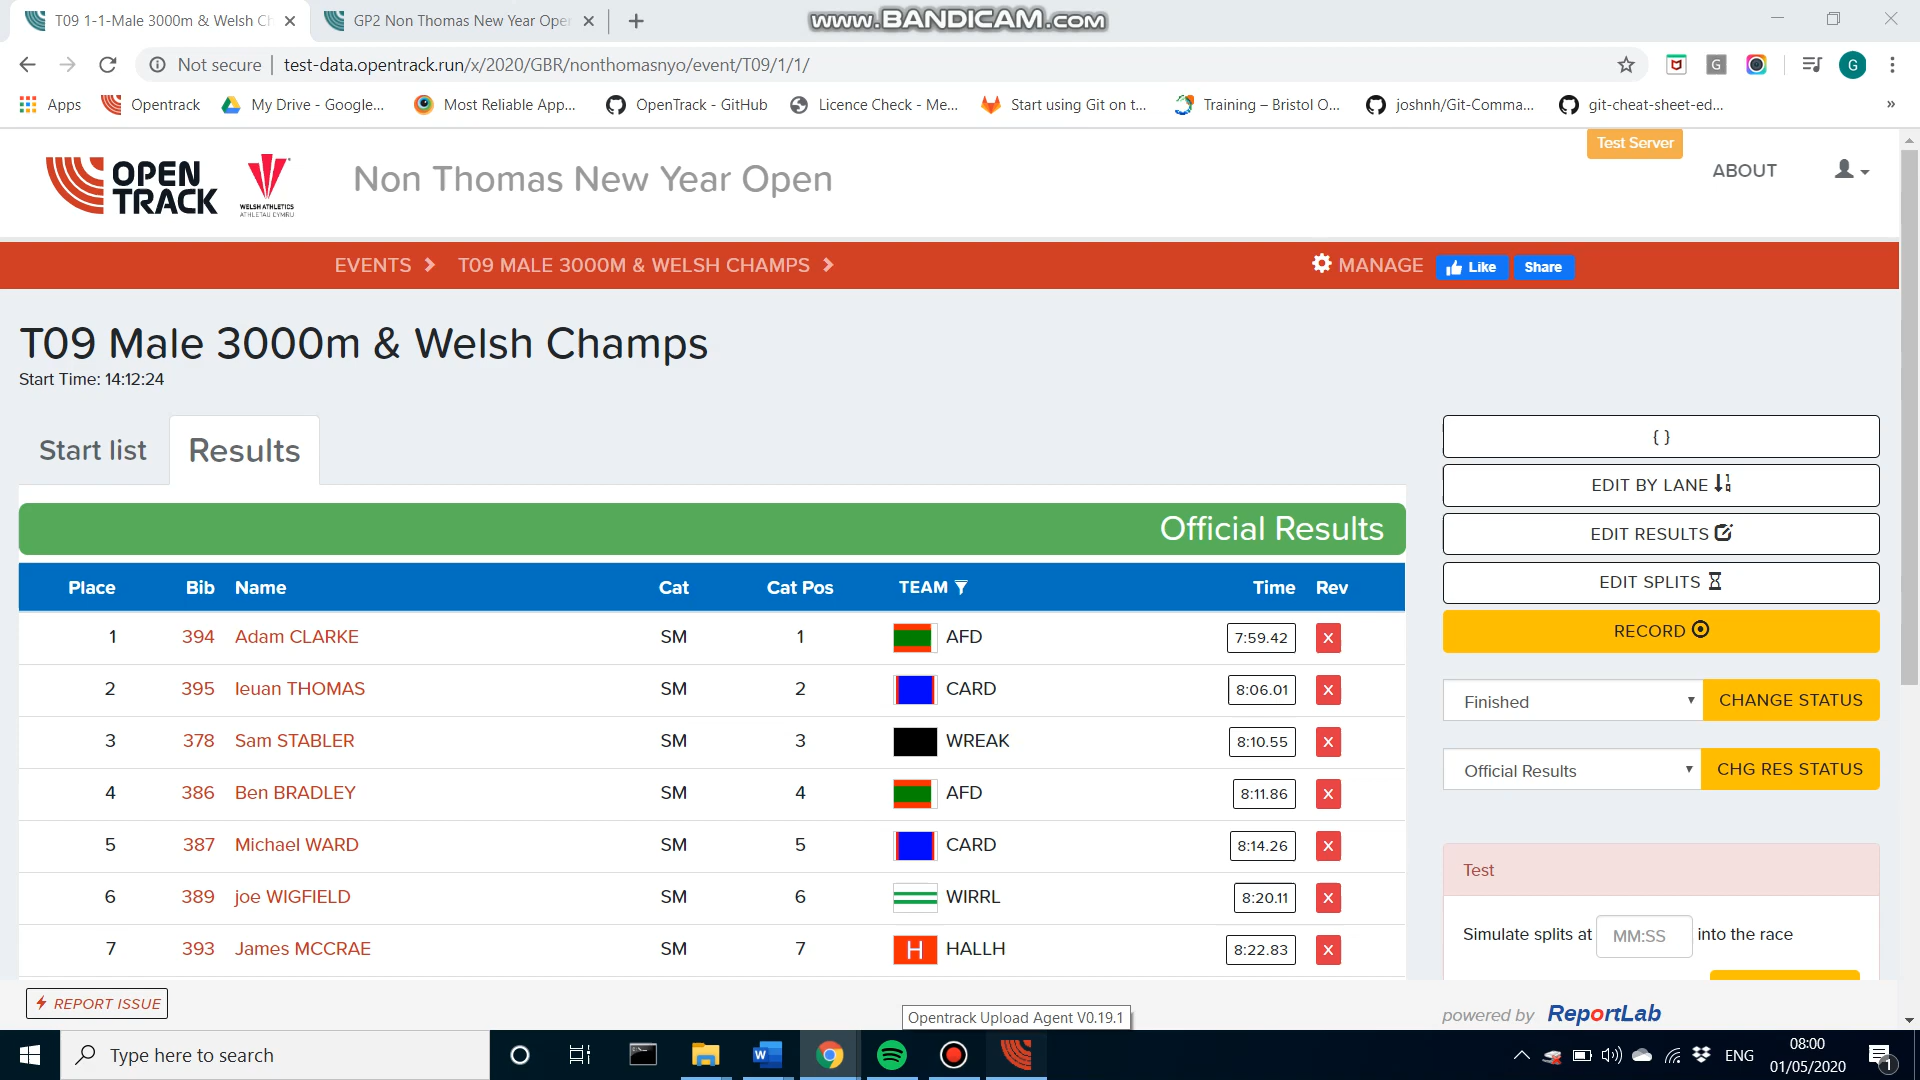 T09 1-1-Male 3000m & Welsh Ch
GP2 Non Thomas New Year Open
www.BANDICAM.com
Not secure | test-data.opentrack.run/x/2020/GBR/nonthomasnyo/event/T09/1/1/
G
G
Apps
Opentrack
My Drive - Google...
Most Reliable App...
OpenTrack - GitHub
Licence Check - Me...
Start using Git on t...
Training – Bristol O...
joshnh/Git-Comma...
git-cheat-sheet-ed...
»
OPEN
TRACK
WELSH ATHLETICS
ATHLETAU CYMRU
Non Thomas New Year Open
Test Server
ABOUT
EVENTS
T09 MALE 3000M & WELSH CHAMPS
MANAGE
Like
Share
T09 Male 3000m & Welsh Champs
Start Time: 14:12:24
Start list
Results
Official Results
Place Bib Name Cat Cat Pos TEAM Time Rev
1 394 Adam CLARKE SM 1 AFD 7:59.42 X
2 395 Ieuan THOMAS SM 2 CARD 8:06.01 X
3 378 Sam STABLER SM 3 WREAK 8:10.55 X
4 386 Ben BRADLEY SM 4 AFD 8:11.86 X
5 387 Michael WARD SM 5 CARD 8:14.26 X
6 389 joe WIGFIELD SM 6 WIRRL 8:20.11 X
7 393 James MCCRAE SM 7 H HALLH 8:22.83 X
{ }
EDIT BY LANE
EDIT RESULTS
EDIT SPLITS
RECORD
Finished
CHANGE STATUS
Official Results
CHG RES STATUS
Test
Simulate splits at MM:SS into the race
REPORT ISSUE
Opentrack Upload Agent V0.19.1
powered by ReportLab
Type here to search
ENG
08:00
01/05/2020
1